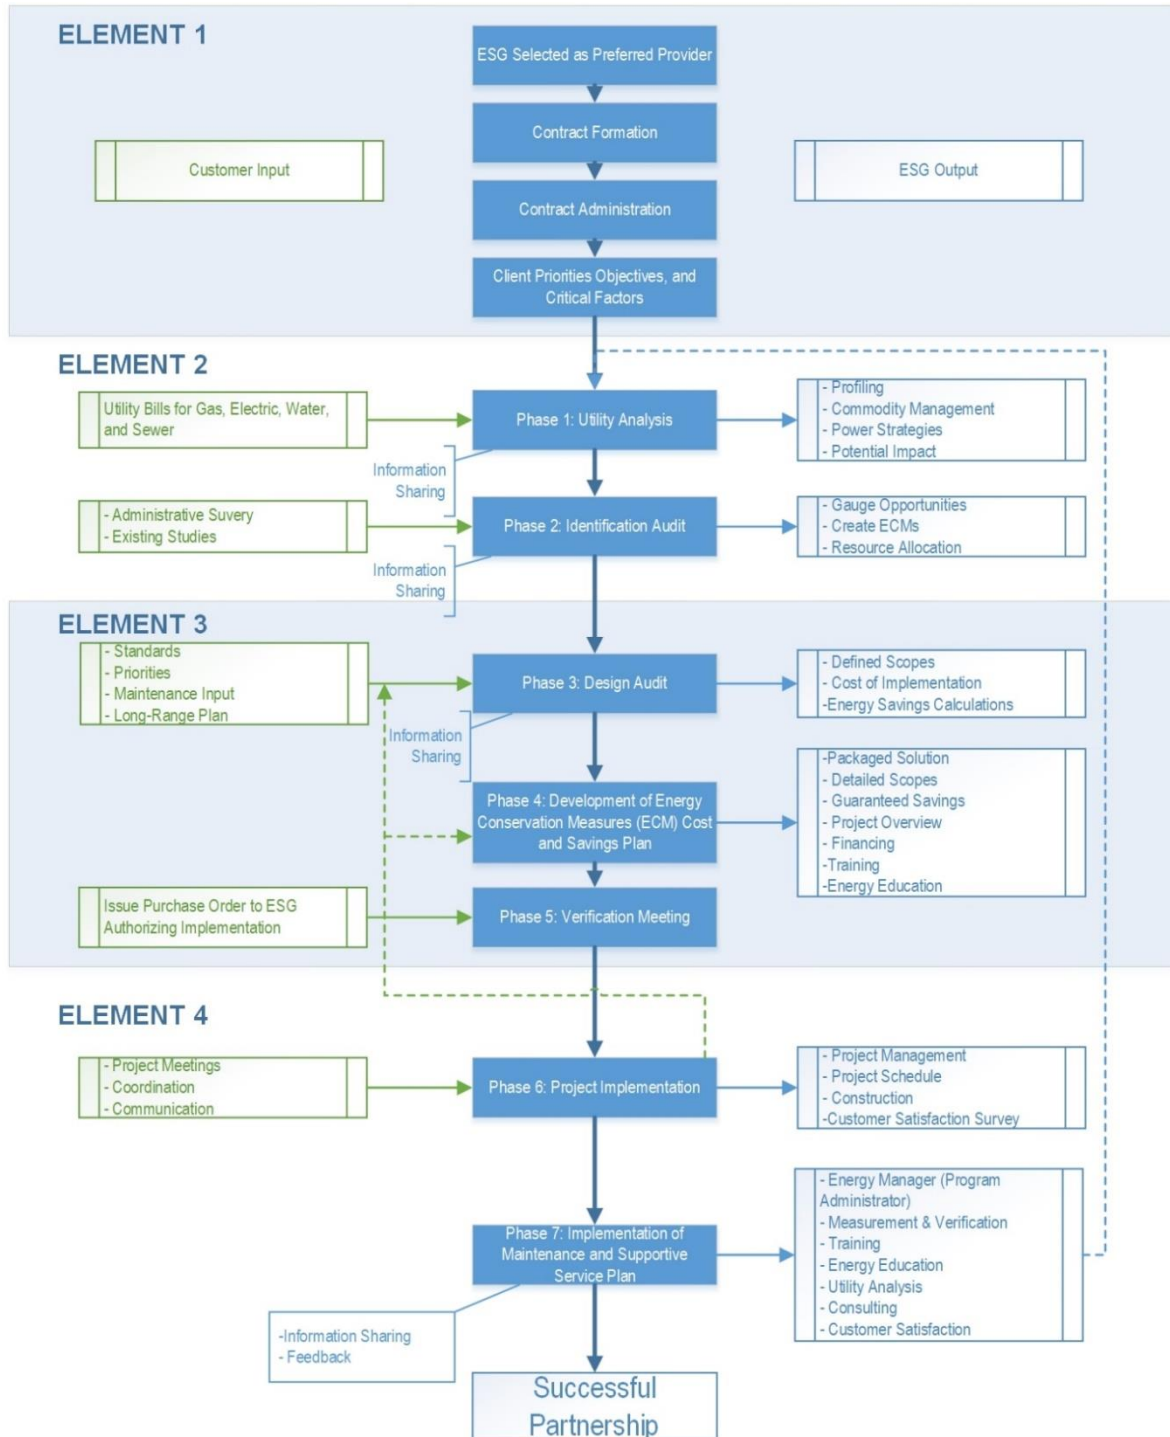 ELEMENT 1
ESG Selected as Preferred Provider
Contract Formation
Customer Input
ESG Output
Contract Administration
Client Priorities Objectives, and
Critical Factors
ELEMENT 2
Utility Bills for Gas, Electric, Water,
and Sewer
Phase 1: Utility Analysis
- Profiling
- Commodity Management
- Power Strategies
- Potential Impact
Information
Sharing
- Administrative Suvery
- Existing Studies
Phase 2: Identification Audit
- Gauge Opportunities
- Create ECMs
- Resource Allocation
Information
Sharing
ELEMENT 3
- Standards
- Priorities
- Maintenance Input
- Long-Range Plan
Phase 3: Design Audit
- Defined Scopes
- Cost of Implementation
-Energy Savings Calculations
Information
Sharing
Phase 4: Development of Energy
Conservation Measures (ECM) Cost
and Savings Plan
-Packaged Solution
- Detailed Scopes
- Guaranteed Savings
- Project Overview
- Financing
-Training
-Energy Education
Issue Purchase Order to ESG
Authorizing Implementation
Phase 5: Verification Meeting
ELEMENT 4
- Project Meetings
- Coordination
- Communication
Phase 6: Project Implementation
- Project Management
- Project Schedule
- Construction
-Customer Satisfaction Survey
Phase 7: Implementation of
Maintenance and Supportive
Service Plan
- Energy Manager (Program
Administrator)
- Measurement & Verification
- Training
- Energy Education
- Utility Analysis
- Consulting
- Customer Satisfaction
-Information Sharing
- Feedback
Successful
Partnership